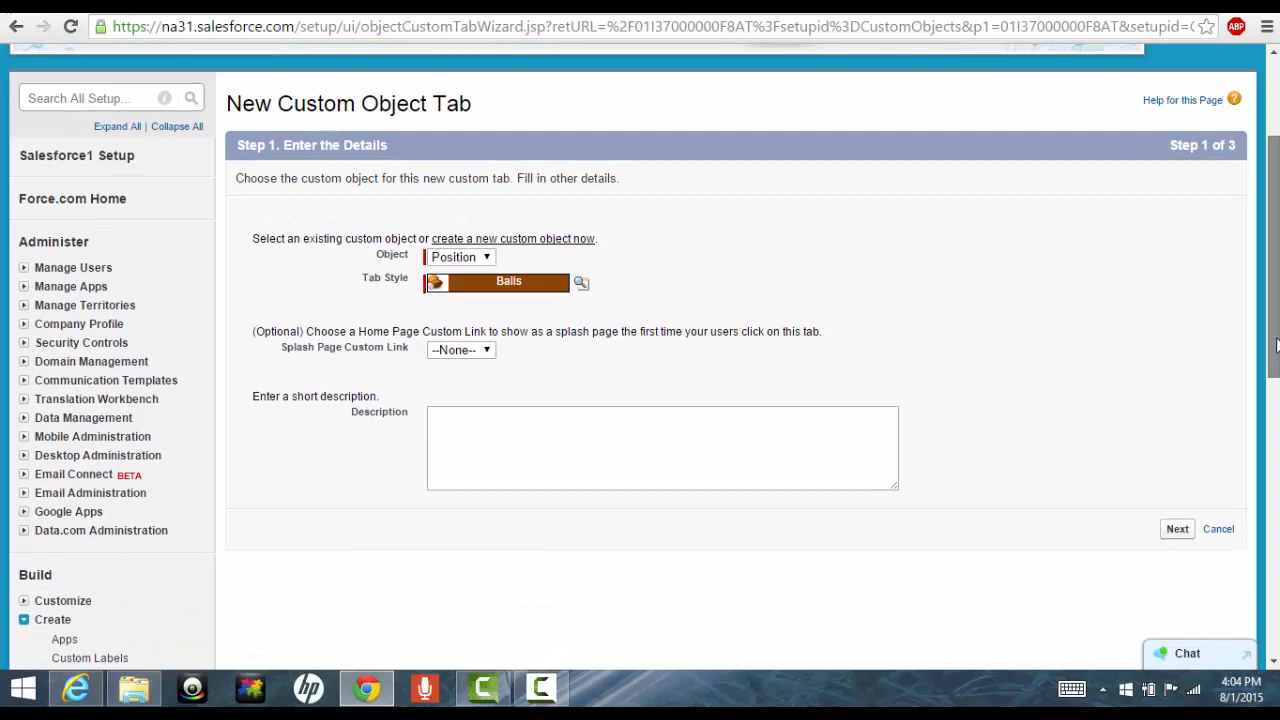 https://na31.salesforce.com/setup/ui/objectCustomTabWizard.jsp?retURL=%2F01I37000000F8AT%3Fsetupid%3DCustomObjects&p1=01I37000000F8AT&setupid=C
ABP
Search All Setup...
Expand All | Collapse All
Salesforce1 Setup
Force.com Home
Administer
Manage Users
Manage Apps
Manage Territories
Company Profile
Security Controls
Domain Management
Communication Templates
Translation Workbench
Data Management
Mobile Administration
Desktop Administration
Email Connect BETA
Email Administration
Google Apps
Data.com Administration
Build
Customize
Create
Apps
Custom Labels
New Custom Object Tab
Help for this Page ?
Step 1. Enter the Details
Step 1 of 3
Choose the custom object for this new custom tab. Fill in other details.
Select an existing custom object or create a new custom object now.
Object Position
Tab Style Balls
(Optional) Choose a Home Page Custom Link to show as a splash page the first time your users click on this tab.
Splash Page Custom Link --None--
Enter a short description.
Description
Next Cancel
Chat
4:04 PM
8/1/2015